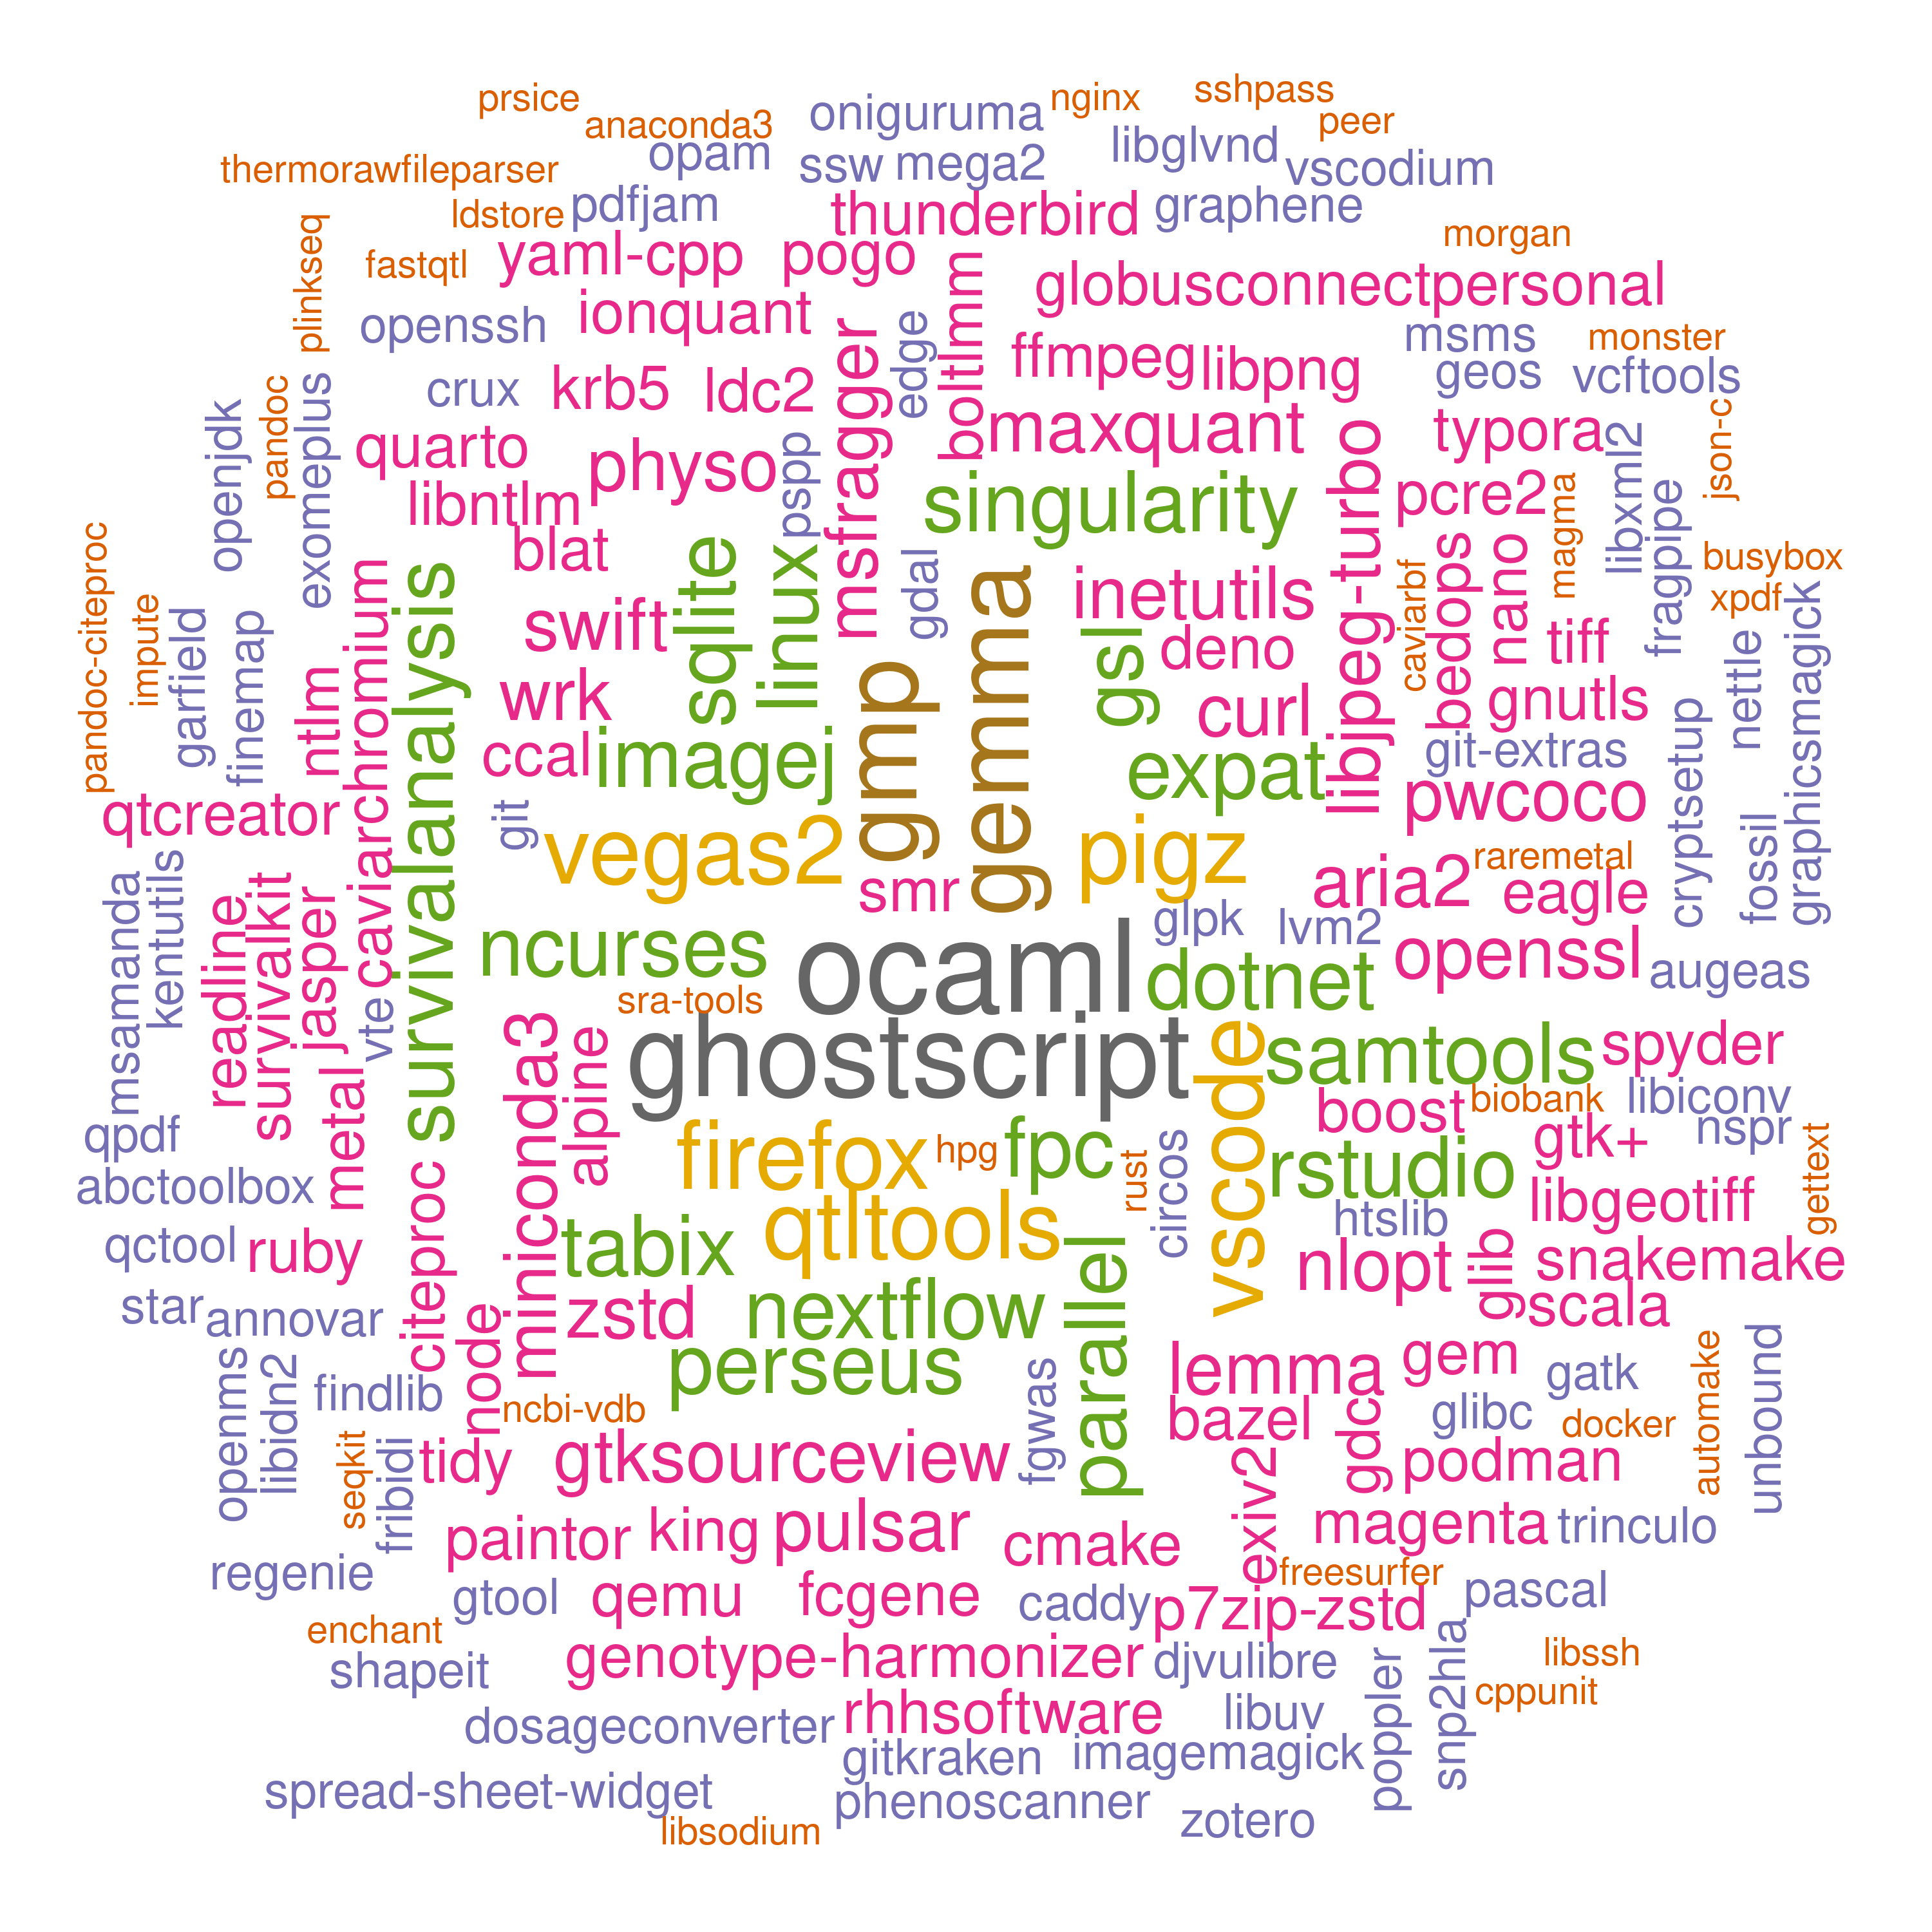 prsice
anaconda3
oniguruma
nginx
sshpass
peer
thermorawfileparser
opam
ssw
mega2
libglvnd
vscodium
ldstore
pdfjam
thunderbird
graphene
morgan
plinkseq
fastqtl
yaml-cpp
pogo
boltlmm
globusconnectpersonal
openssh
ionquant
msfragger
edge
ffmpeg
libpng
msms
monster
geos
vcftools
crux
krb5
ldc2
maxquant
typora
json-c
openjdk
pandoc
exomeplus
quarto
physo
pspp
singularity
libjpeg-turbo
pcre2
magma
libxml2
fragpipe
libntlm
blat
sqlite
linux
gdal
gemma
inetutils
caviarbf
bedops
nano
busybox
xpdf
graphicsmagick
pandoc-citeproc
impute
garfield
finemap
ntlm
caviarchromium
survivalanalysis
swift
gmp
gsl
deno
tiff
nettle
wrk
curl
gnutls
cryptsetup
ccal
imagej
expat
git-extras
qtcreator
git
vegas2
pigz
pwcoco
fossil
msamanda
kentutils
readline
survivalkit
jasper
smr
aria2
raremetal
eagle
glpk
lvm2
ncurses
ocaml
dotnet
openssl
augeas
vte
sra-tools
metal
miniconda3
alpine
ghostscript
vscode
samtools
spyder
boost
biobank
libiconv
qpdf
firefox
hpg
fpc
rust
circos
rstudio
gtk+
nspr
gettext
abctoolbox
citeproc
qtltools
htslib
libgeotiff
qctool
ruby
tabix
parallel
nlopt
glib
snakemake
star
annovar
node
zstd
nextflow
scala
openms
libidn2
findlib
perseus
fgwas
lemma
gem
gatk
automake
unbound
ncbi-vdb
bazel
gdca
glibc
docker
seqkit
fribidi
tidy
gtksourceview
exiv2
podman
paintor
king
pulsar
cmake
magenta
trinculo
regenie
gtool
qemu
fcgene
caddy
freesurfer
p7zip-zstd
pascal
enchant
shapeit
genotype-harmonizer
djvulibre
poppler
snp2hla
libssh
cppunit
dosageconverter
rhhsoftware
libuv
gitkraken
imagemagick
spread-sheet-widget
phenoscanner
zotero
libsodium